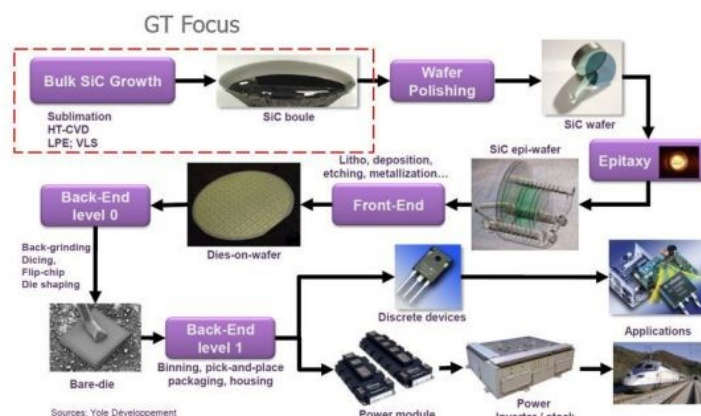 GT Focus
Bulk SiC Growth
Sublimation
HT-CVD
LPE; VLS
SiC boule
Wafer
Polishing
SiC wafer
Epitaxy
SiC epi-wafer
Litho, deposition,
etching, metallization…
Front-End
Dies-on-wafer
Back-End
level 0
Back-grinding
Dicing,
Flip-chip
Die shaping
Bare-die
Back-End
level 1
Binning, pick-and-place
packaging, housing
Discrete devices
Applications
Power module
Power
Inverter / stack
Sources: Yole Développement